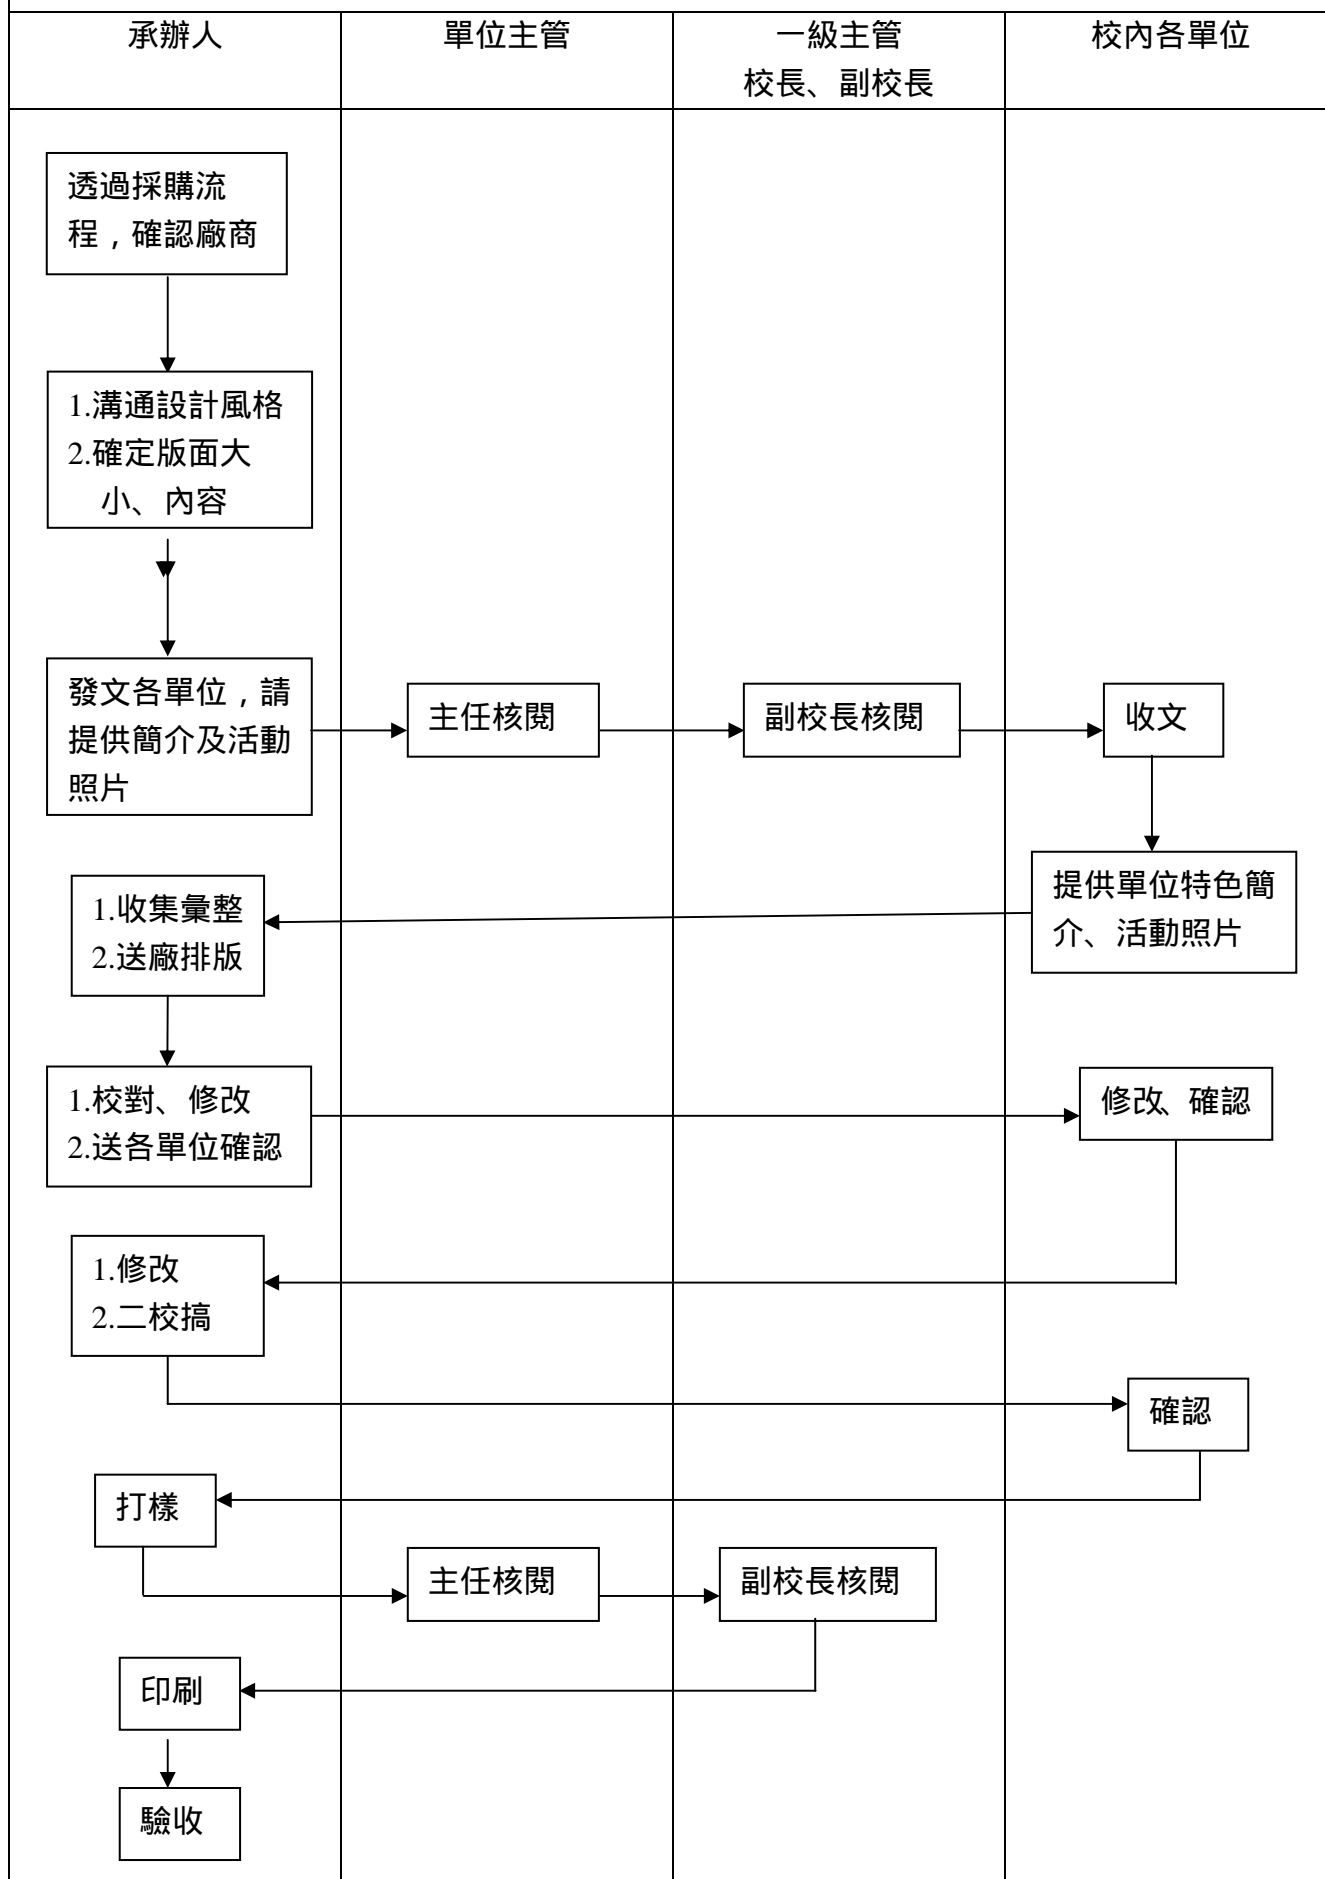 承辦人
單位主管
一級主管
校長、副校長
校內各單位
透過採購流
程，確認廠商
1.溝通設計風格
2.確定版面大
小、內容
發文各單位，請
提供簡介及活動
照片
主任核閱
副校長核閱
收文
提供單位特色簡
介、活動照片
1.收集彙整
2.送廠排版
1.校對、修改
2.送各單位確認
修改、確認
1.修改
2.二校搞
確認
打樣
主任核閱
副校長核閱
印刷
驗收